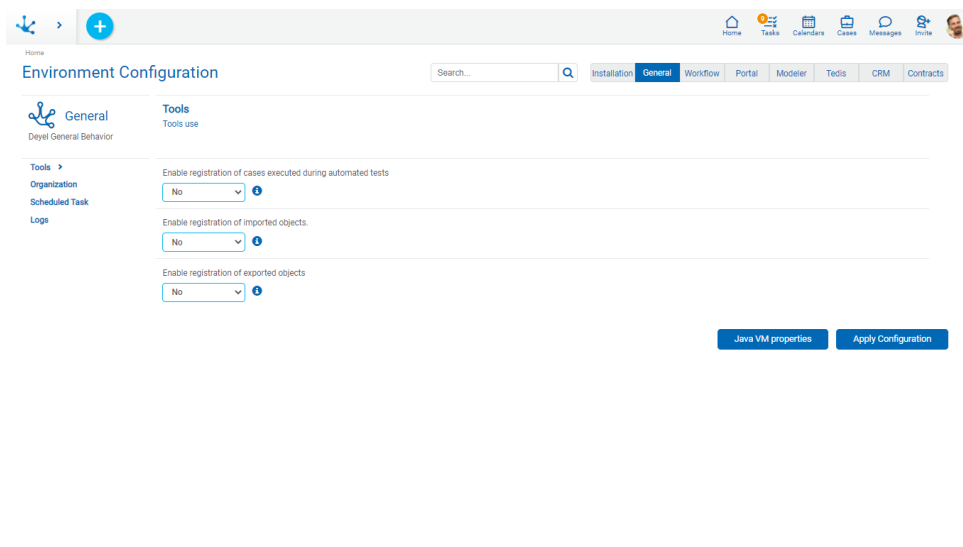 0
Home
Tasks
Calendars
Cases
Messages
Invite
Home
Environment Configuration
Search...
Installation
General
Workflow
Portal
Modeler
Tedis
CRM
Contracts
General
Deyel General Behavior
Tools
Organization
Scheduled Task
Logs
Tools
Tools use
Enable registration of cases executed during automated tests
No
Enable registration of imported objects.
No
Enable registration of exported objects
No
Java VM properties
Apply Configuration